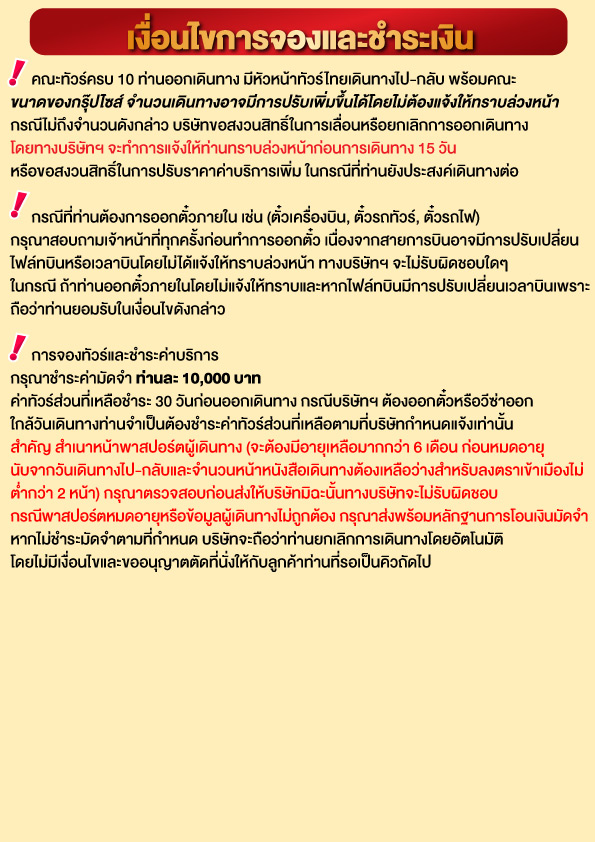 เงื่อนไขการจองและชำระเงิน
! คณะทัวร์ครบ 10 ท่านออกเดินทาง มีหัวหน้าทัวร์ไทยเดินทางไป-กลับ พร้อมคณะ
ขนาดของกรุ๊ปไซส์ จำนวนเดินทางอาจมีการปรับเพิ่มขึ้นได้โดยไม่ต้องแจ้งให้ทราบล่วงหน้า
กรณีไม่ถึงจำนวนดังกล่าว บริษัทขอสงวนสิทธิ์ในการเลื่อนหรือยกเลิกการออกเดินทาง
โดยทางบริษัทฯ จะทำการแจ้งให้ท่านทราบล่วงหน้าก่อนการเดินทาง 15 วัน
หรือขอสงวนสิทธิ์ในการปรับราคาค่าบริการเพิ่ม ในกรณีที่ท่านยังประสงค์เดินทางต่อ
! กรณีที่ท่านต้องการออกตั๋วภายใน เช่น (ตั๋วเครื่องบิน, ตั๋วรถทัวร์, ตั๋วรถไฟ)
กรุณาสอบถามเจ้าหน้าที่ทุกครั้งก่อนทำการออกตั๋ว เนื่องจากสายการบินอาจมีการปรับเปลี่ยน
ไฟล์ทบินหรือเวลาบินโดยไม่ได้แจ้งให้ทราบล่วงหน้า ทางบริษัทฯ จะไม่รับผิดชอบใดๆ
ในกรณี ถ้าท่านออกตั๋วภายในโดยไม่แจ้งให้ทราบและหากไฟล์ทบินมีการปรับเปลี่ยนเวลาบินเพราะ
ถือว่าท่านยอมรับในเงื่อนไขดังกล่าว
! การจองทัวร์และชำระค่าบริการ
กรุณาชำระค่ามัดจำ ท่านละ 10,000 บาท
ค่าทัวร์ส่วนที่เหลือชำระ 30 วันก่อนออกเดินทาง กรณีบริษัทฯ ต้องออกตั๋วหรือวีซ่าออก
ใกล้วันเดินทางท่านจำเป็นต้องชำระค่าทัวร์ส่วนที่เหลือตามที่บริษัทกำหนดแจ้งเท่านั้น
สำคัญ สำเนาหน้าพาสปอร์ตผู้เดินทาง (จะต้องมีอายุเหลือมากกว่า 6 เดือน ก่อนหมดอายุ
นับจากวันเดินทางไป-กลับและจำนวนหน้าหนังสือเดินทางต้องเหลือว่างสำหรับลงตราเข้าเมืองไม่
ต่ำกว่า 2 หน้า) กรุณาตรวจสอบก่อนส่งให้บริษัทมิฉะนั้นทางบริษัทจะไม่รับผิดชอบ
กรณีพาสปอร์ตหมดอายุหรือข้อมูลผู้เดินทางไม่ถูกต้อง กรุณาส่งพร้อมหลักฐานการโอนเงินมัดจำ
หากไม่ชำระมัดจำตามที่กำหนด บริษัทจะถือว่าท่านยกเลิกการเดินทางโดยอัตโนมัติ
โดยไม่มีเงื่อนไขและขออนุญาตตัดที่นั่งให้กับลูกค้าท่านที่รอเป็นคิวถัดไป